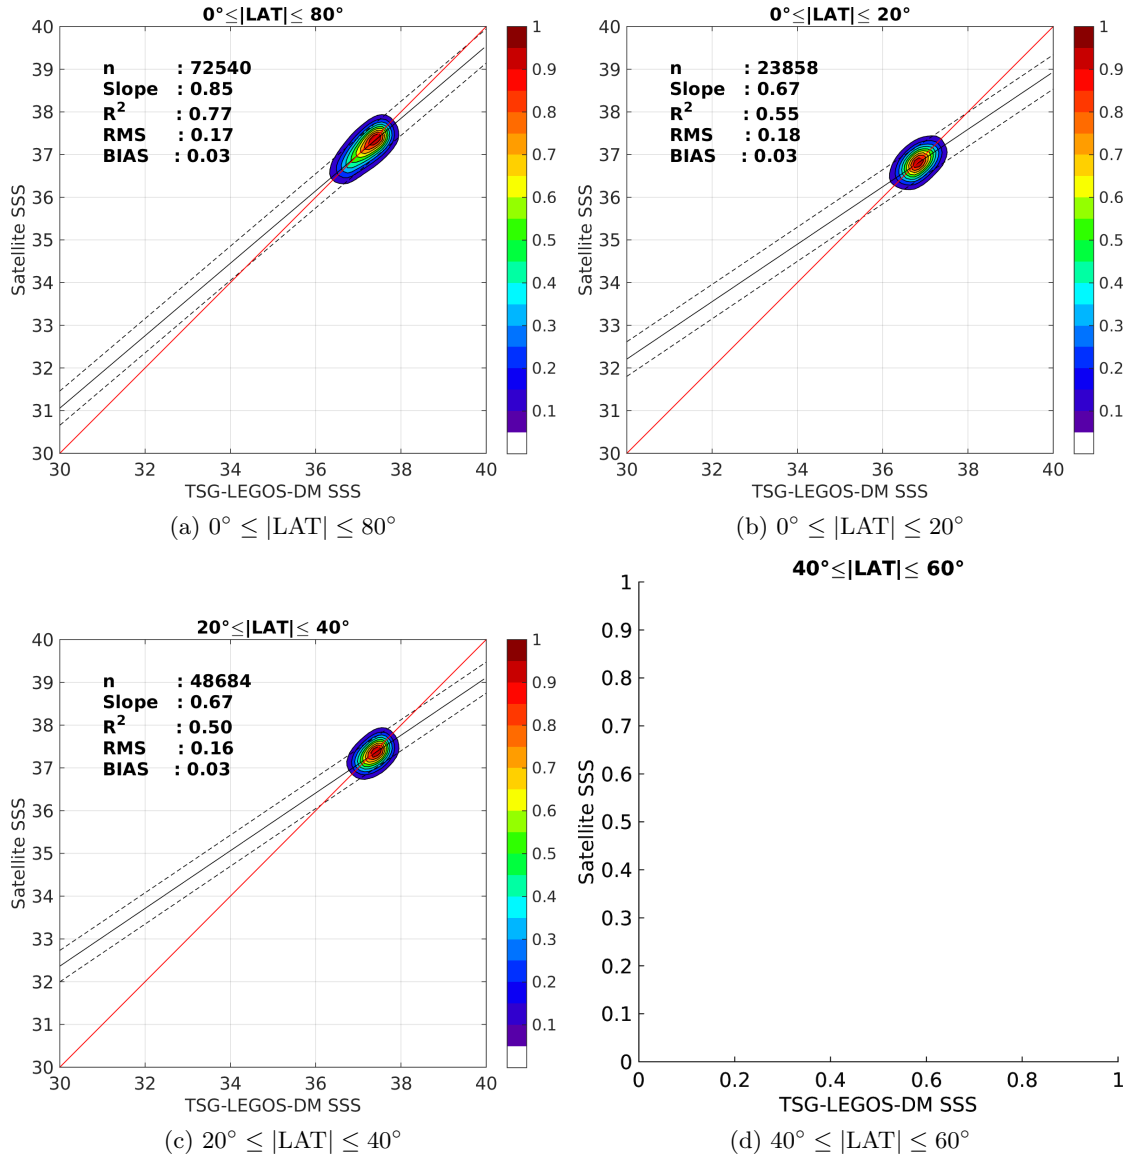 0°≤|LAT|≤ 80°
n : 72540
Slope : 0.85
R² : 0.77
RMS : 0.17
BIAS : 0.03
40
39
38
37
36
35
34
33
32
31
30
Satellite SSS
30 32 34 36 38 40
TSG-LEGOS-DM SSS
1
0.9
0.8
0.7
0.6
0.5
0.4
0.3
0.2
0.1
(a) 0° ≤ |LAT| ≤ 80°
0°≤|LAT|≤ 20°
n : 23858
Slope : 0.67
R² : 0.55
RMS : 0.18
BIAS : 0.03
40
39
38
37
36
35
34
33
32
31
30
Satellite SSS
30 32 34 36 38 40
TSG-LEGOS-DM SSS
1
0.9
0.8
0.7
0.6
0.5
0.4
0.3
0.2
0.1
(b) 0° ≤ |LAT| ≤ 20°
20°≤|LAT|≤ 40°
n : 48684
Slope : 0.67
R² : 0.50
RMS : 0.16
BIAS : 0.03
40
39
38
37
36
35
34
33
32
31
30
Satellite SSS
30 32 34 36 38 40
TSG-LEGOS-DM SSS
1
0.9
0.8
0.7
0.6
0.5
0.4
0.3
0.2
0.1
(c) 20° ≤ |LAT| ≤ 40°
40°≤|LAT|≤ 60°
1
0.9
0.8
0.7
0.6
0.5
0.4
0.3
0.2
0.1
0
Satellite SSS
0 0.2 0.4 0.6 0.8 1
TSG-LEGOS-DM SSS
(d) 40° ≤ |LAT| ≤ 60°